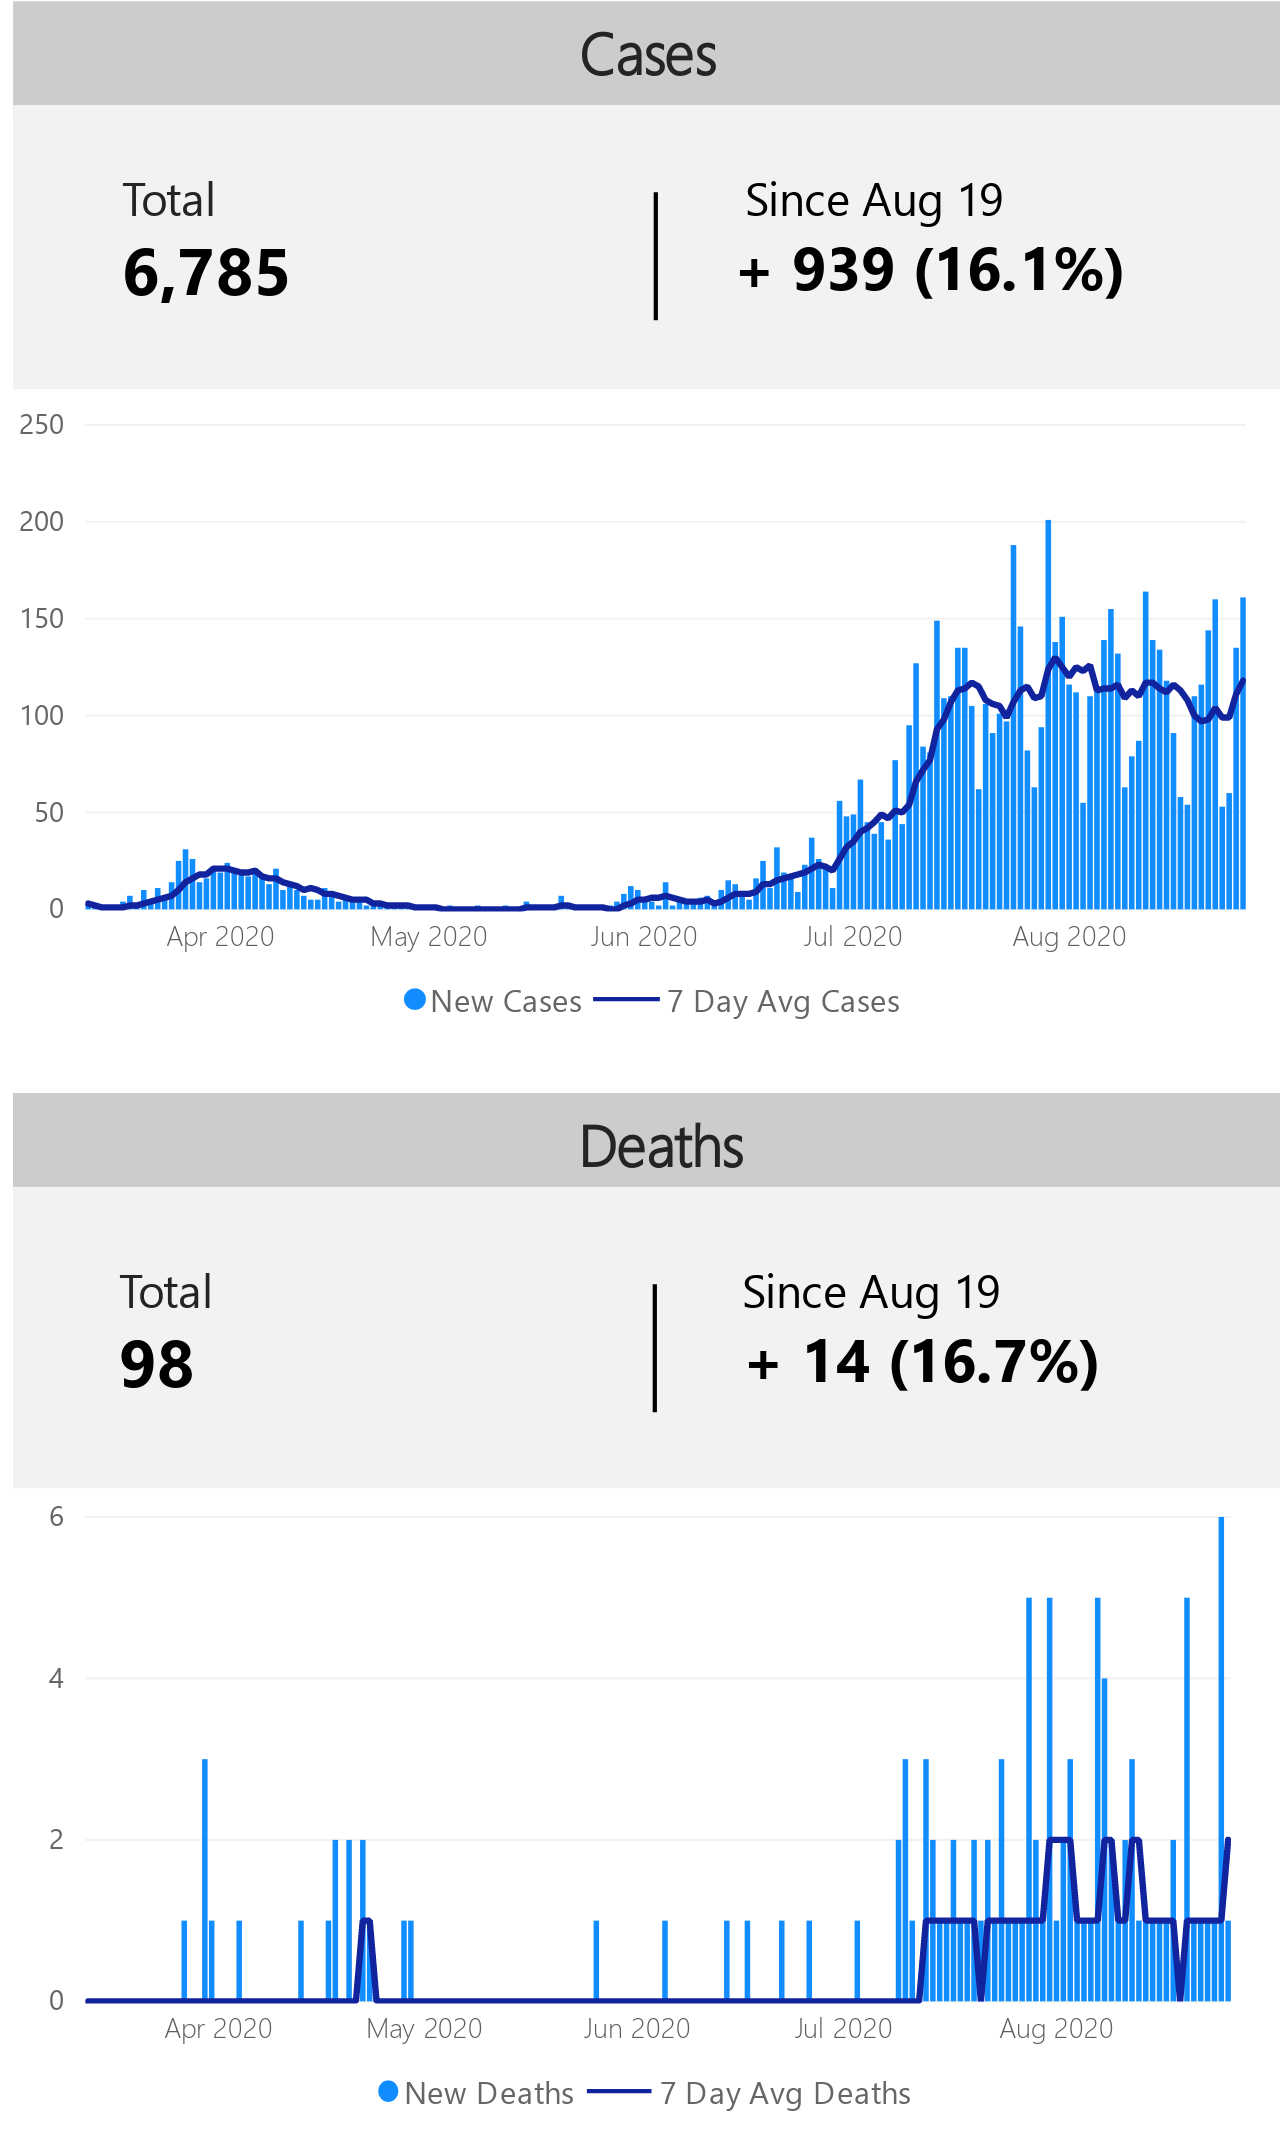 Cases
Total
Since Aug 19
6,785
+ 939 (16.1%)
250
200
150
100
50
0
Apr 2020 May 2020 Jun 2020 Jul 2020 Aug 2020
New Cases 7 Day Avg Cases
Deaths
Total
Since Aug 19
98
+ 14 (16.7%)
6
4
2
0
Apr 2020 May 2020 Jun 2020 Jul 2020 Aug 2020
New Deaths 7 Day Avg Deaths